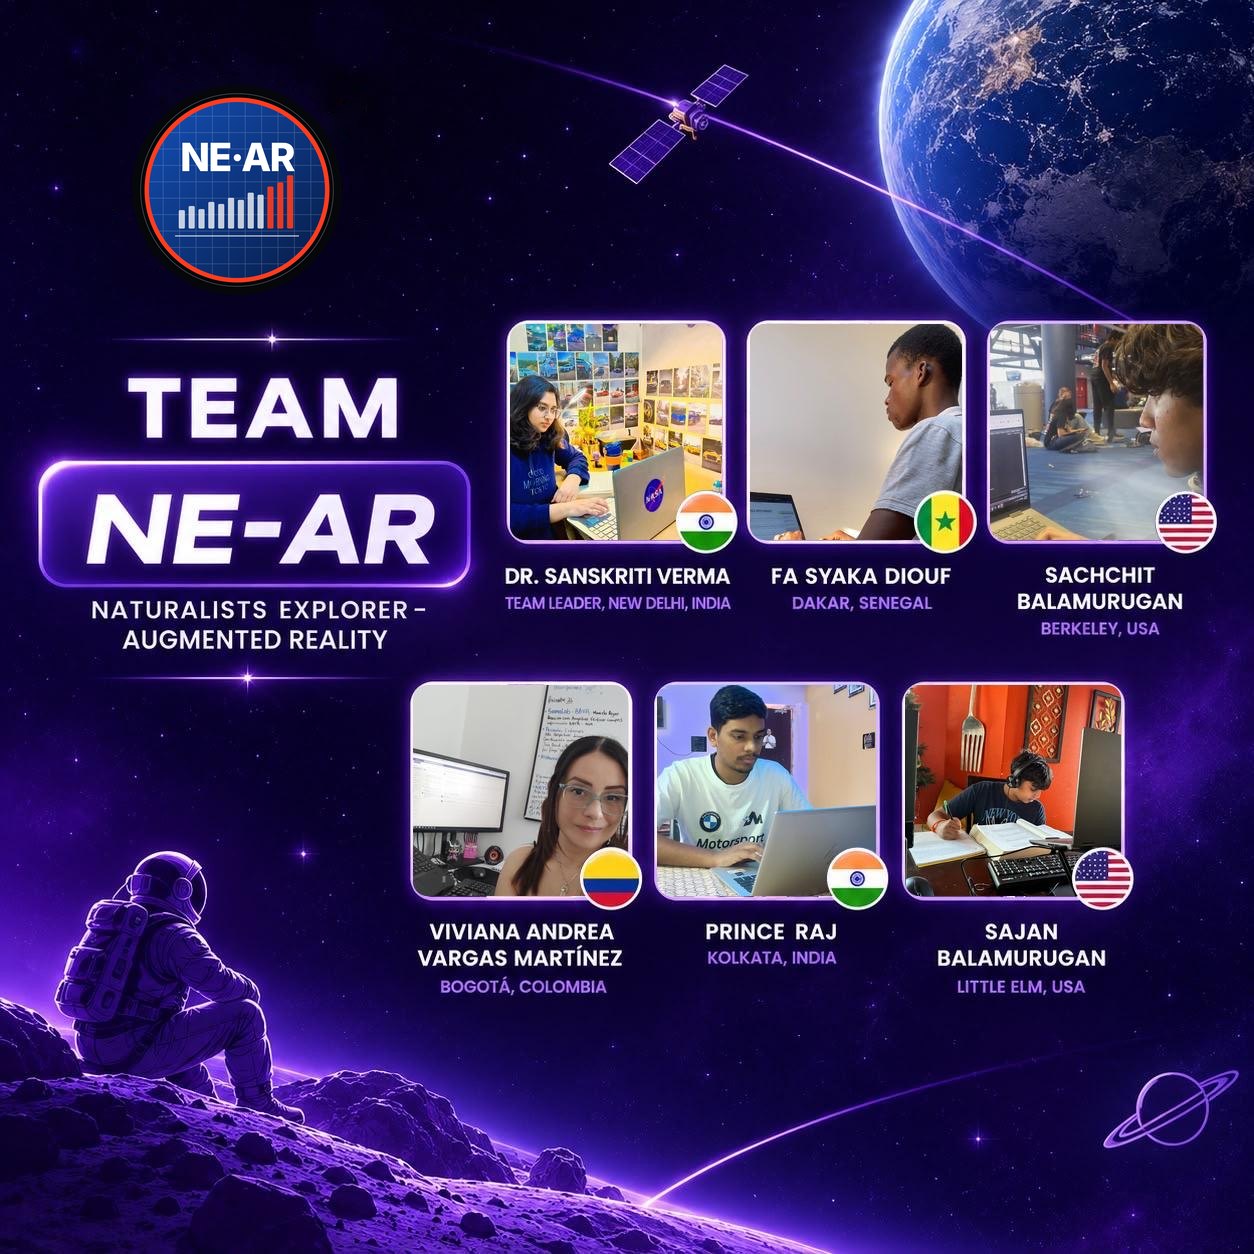 NE·AR
TEAM
NE-AR
NATURALISTS EXPLORER -
AUGMENTED REALITY
NASA
DR. SANSKRITI VERMA
TEAM LEADER, NEW DELHI, INDIA
FA SYAKA DIOUF
DAKAR, SENEGAL
SACHCHIT
BALAMURUGAN
BERKELEY, USA
Motorsport
VIVIANA ANDREA
VARGAS MARTÍNEZ
BOGOTÁ, COLOMBIA
PRINCE RAJ
KOLKATA, INDIA
SAJAN
BALAMURUGAN
LITTLE ELM, USA